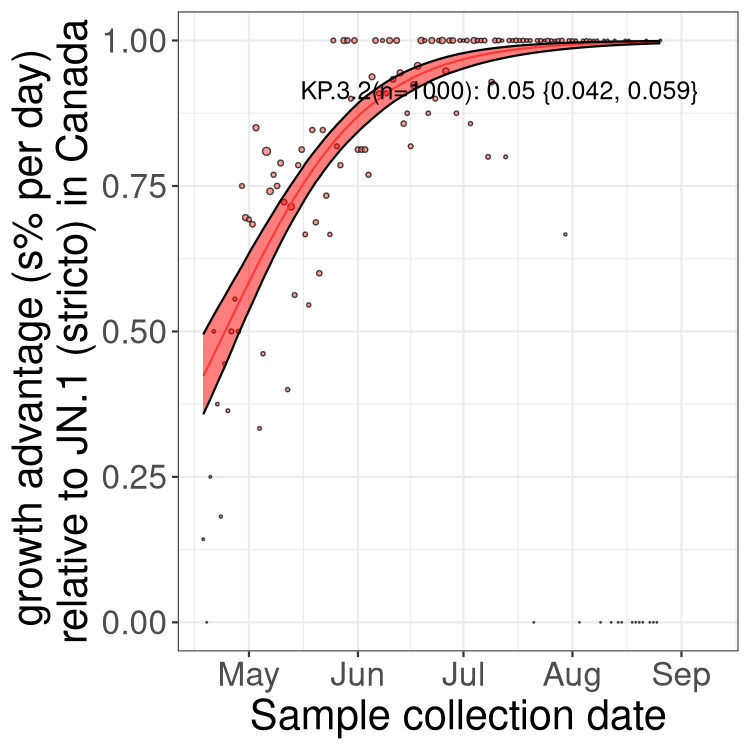 growth advantage (s% per day)
relative to JN.1 (stricto) in Canada
1.00
0.75
0.50
0.25
0.00
KP.3.2(n=1000): 0.05 {0.042, 0.059}
May Jun Jul Aug Sep
Sample collection date